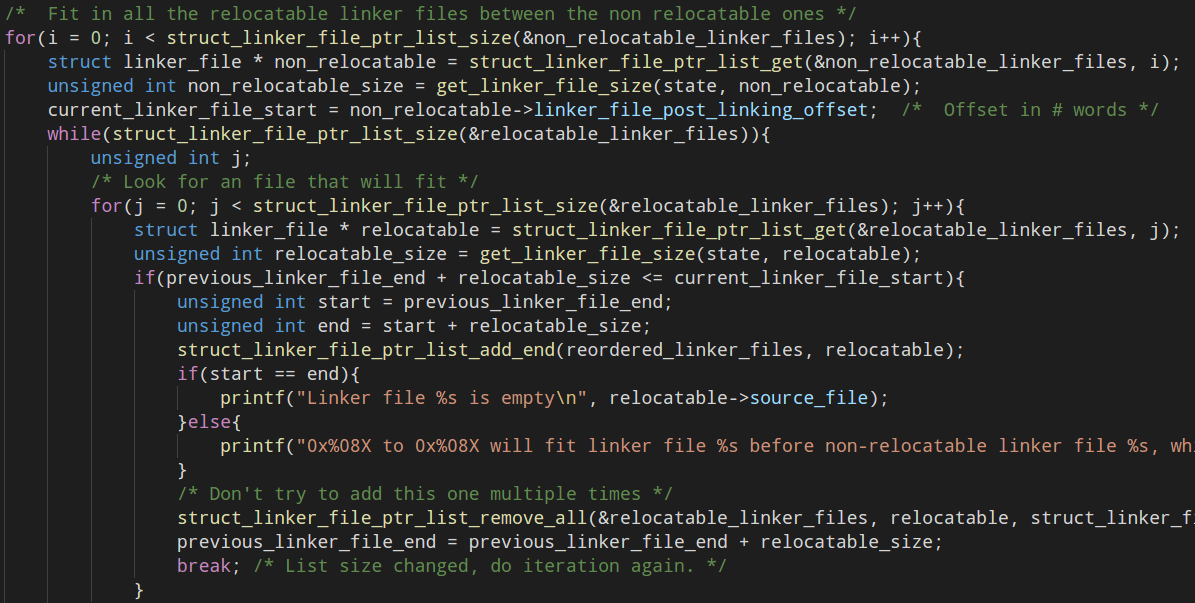 /*  Fit in all the relocatable linker files between the non relocatable ones */
for(i = 0; i < struct_linker_file_ptr_list_size(&non_relocatable_linker_files); i++){
    struct linker_file * non_relocatable = struct_linker_file_ptr_list_get(&non_relocatable_linker_files, i);
    unsigned int non_relocatable_size = get_linker_file_size(state, non_relocatable);
    current_linker_file_start = non_relocatable->linker_file_post_linking_offset;  /*  Offset in # words */
    while(struct_linker_file_ptr_list_size(&relocatable_linker_files)){
        unsigned int j;
        /* Look for an file that will fit */
        for(j = 0; j < struct_linker_file_ptr_list_size(&relocatable_linker_files); j++){
            struct linker_file * relocatable = struct_linker_file_ptr_list_get(&relocatable_linker_files, j);
            unsigned int relocatable_size = get_linker_file_size(state, relocatable);
            if(previous_linker_file_end + relocatable_size <= current_linker_file_start){
                unsigned int start = previous_linker_file_end;
                unsigned int end = start + relocatable_size;
                struct_linker_file_ptr_list_add_end(reordered_linker_files, relocatable);
                if(start == end){
                    printf("Linker file %s is empty\n", relocatable->source_file);
                }else{
                    printf("0x%08X to 0x%08X will fit linker file %s before non-relocatable linker file %s, wh
                }
                /* Don't try to add this one multiple times */
                struct_linker_file_ptr_list_remove_all(&relocatable_linker_files, relocatable, struct_linker_f
                previous_linker_file_end = previous_linker_file_end + relocatable_size;
                break; /* List size changed, do iteration again. */
            }